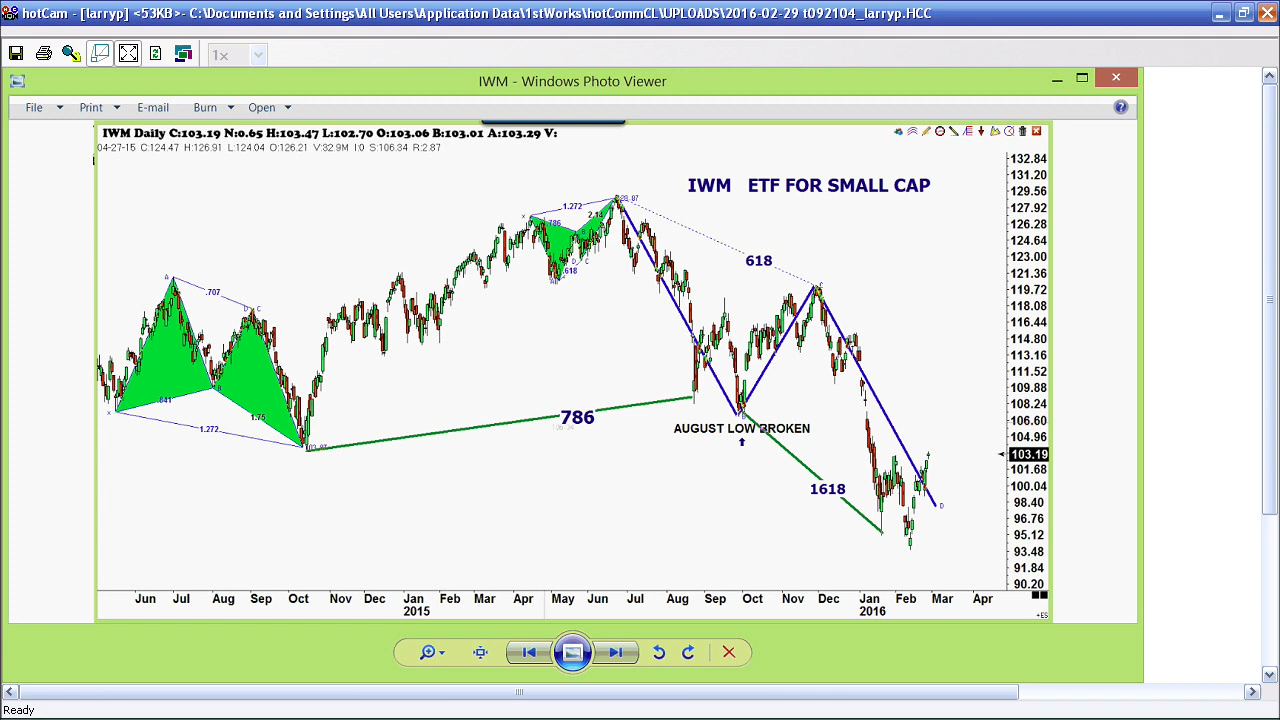 hotCam - [larryp] <53KB>- C:\Documents and Settings\All Users\Application Data\1stWorks\hotCommCL\UPLOADS\2016-02-29 t092104_larryp.HCC
1x
IWM - Windows Photo Viewer
File Print E-mail Burn Open
IWM Daily C:103.19 N:0.65 H:103.47 L:102.70 O:103.06 B:103.01 A:103.29 V:
04-27-15 C:124.47 H:126.91 L:124.04 O:126.21 V:32.9M I:0 S:106.34 R:2.87
IWM ETF FOR SMALL CAP
132.84
131.20
129.56
127.92
126.28
124.64
123.00
121.36
119.72
118.08
116.44
114.80
113.16
111.52
109.88
108.24
106.60
104.96
103.19
101.68
100.04
98.40
96.76
95.12
93.48
91.84
90.20
1.272
.786
2.14
.618
618
A
.707
D C
X
.841
1.75
1.272
786
AUGUST LOW BROKEN
1618
D
Jun Jul Aug Sep Oct Nov Dec Jan Feb Mar Apr May Jun Jul Aug Sep Oct Nov Dec Jan Feb Mar Apr
2015 2016
+ES
Ready